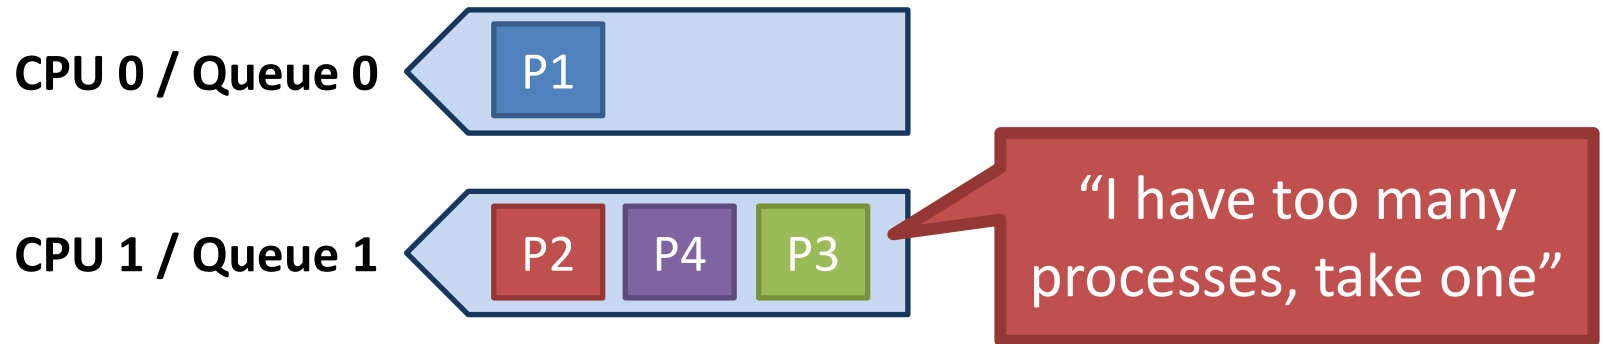 CPU 0 / Queue 0
P1
CPU 1 / Queue 1
P2
P4
P3
“I have too many
processes, take one”